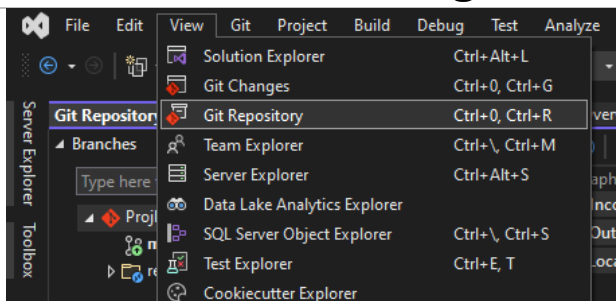 File Edit View Git Project Build Debug Test Analyze
Solution Explorer Ctrl+Alt+L
Git Changes Ctrl+0, Ctrl+G
Git Repository Ctrl+0, Ctrl+R
Team Explorer Ctrl+\, Ctrl+M
Server Explorer Ctrl+Alt+S
Data Lake Analytics Explorer
SQL Server Object Explorer Ctrl+\, Ctrl+S
Test Explorer Ctrl+E, T
Cookiecutter Explorer
Server Explorer
Toolbox
Git Repository
Branches
Type here